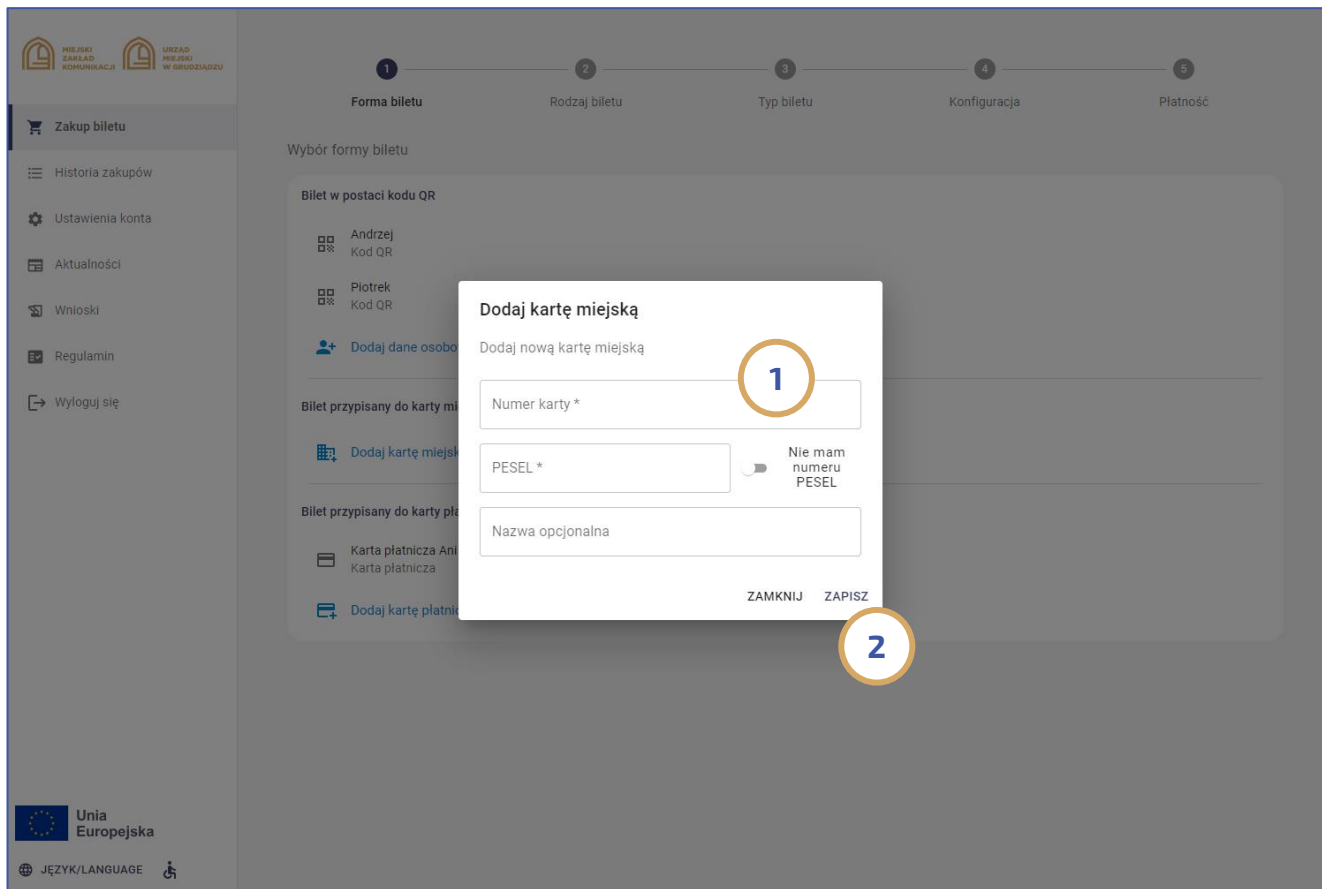 MIEJSKI
ZAKŁAD
KOMUNIKACJI
URZĄD
MIEJSKI
W GRUDZIĄDZU
Zakup biletu
Historia zakupów
Ustawienia konta
Aktualności
Wnioski
Regulamin
Wyloguj się
1 2 3 4 5
Forma biletu Rodzaj biletu Typ biletu Konfiguracja Płatność
Wybór formy biletu
Bilet w postaci kodu QR
Andrzej
Kod QR
Piotrek
Kod QR
Dodaj dane osobo
Bilet przypisany do karty mi
Dodaj kartę miejsk
Bilet przypisany do karty pła
Karta płatnicza Ani
Karta płatnicza
Dodaj kartę płatnic
Dodaj kartę miejską
Dodaj nową kartę miejską
1
Numer karty *
PESEL *
Nie mam
numeru
PESEL
Nazwa opcjonalna
ZAMKNIJ ZAPISZ
2
Unia
Europejska
JĘZYK/LANGUAGE